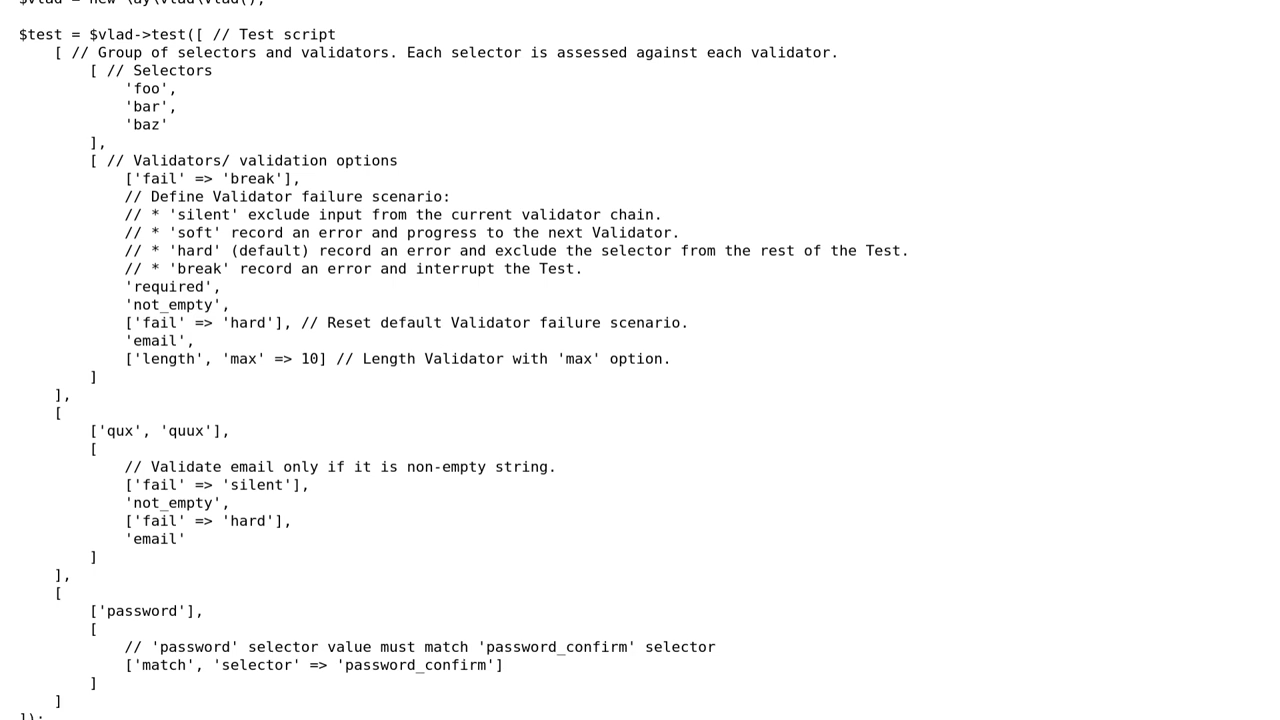 $vlad = new \ay\vlad\Vlad();
$test = $vlad->test([ // Test script
    [ // Group of selectors and validators. Each selector is assessed against each validator.
        [ // Selectors
            'foo',
            'bar',
            'baz'
        ],
        [ // Validators/ validation options
            ['fail' => 'break'],
            // Define Validator failure scenario:
            // * 'silent' exclude input from the current validator chain.
            // * 'soft' record an error and progress to the next Validator.
            // * 'hard' (default) record an error and exclude the selector from the rest of the Test.
            // * 'break' record an error and interrupt the Test.
            'required',
            'not_empty',
            ['fail' => 'hard'], // Reset default Validator failure scenario.
            'email',
            ['length', 'max' => 10] // Length Validator with 'max' option.
        ]
    ],
    [
        ['qux', 'quux'],
        [
            // Validate email only if it is non-empty string.
            ['fail' => 'silent'],
            'not_empty',
            ['fail' => 'hard'],
            'email'
        ]
    ],
    [
        ['password'],
        [
            // 'password' selector value must match 'password_confirm' selector
            ['match', 'selector' => 'password_confirm']
        ]
    ]
]);